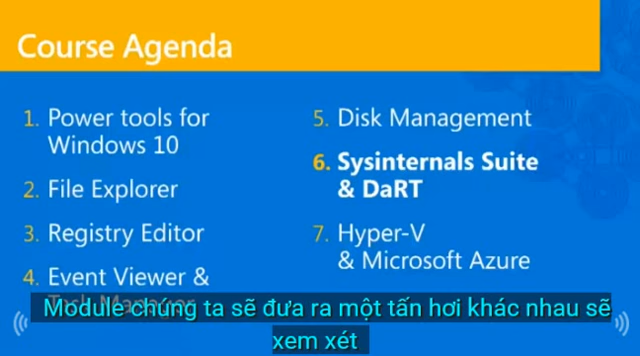 Course Agenda
1. Power tools for
Windows 10
2. File Explorer
3. Registry Editor
4. Event Viewer &
5. Disk Management
6. Sysinternals Suite
& DaRT
7. Hyper-V
& Microsoft Azure
Module chúng ta sẽ đưa ra một tấn hơi khác nhau sẽ
xem xét